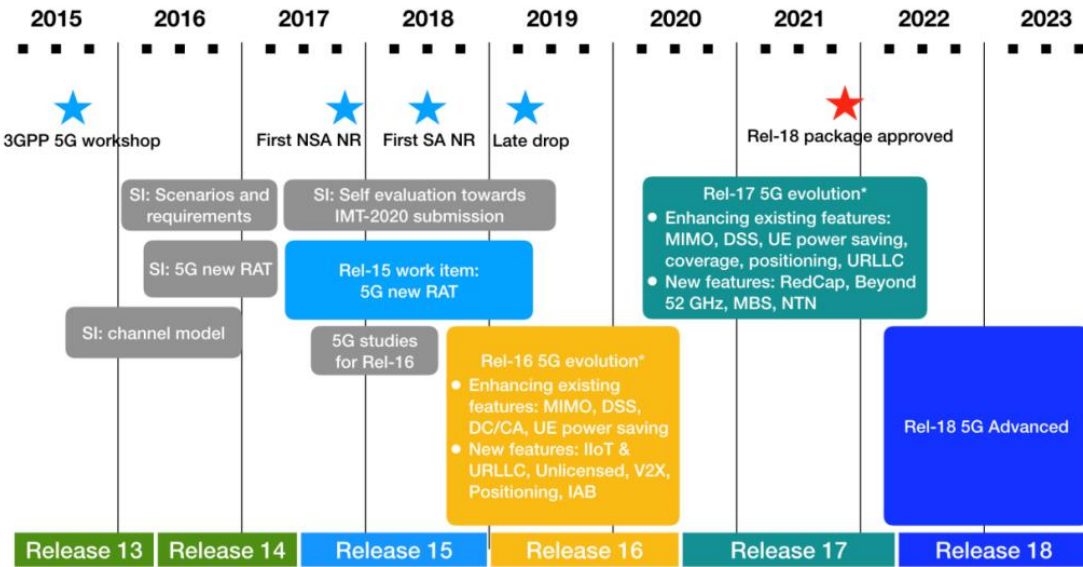 2015 2016 2017 2018 2019 2020 2021 2022 2023
3GPP 5G workshop
First NSA NR
First SA NR
Late drop
Rel-18 package approved
SI: Scenarios and
requirements
SI: Self evaluation towards
IMT-2020 submission
SI: 5G new RAT
Rel-15 work item:
5G new RAT
SI: channel model
5G studies
for Rel-16
Rel-16 5G evolution*
• Enhancing existing
features: MIMO, DSS,
DC/CA, UE power saving
• New features: IIoT &
URLLC, Unlicensed, V2X,
Positioning, IAB
Rel-17 5G evolution*
• Enhancing existing features:
MIMO, DSS, UE power saving,
coverage, positioning, URLLC
• New features: RedCap, Beyond
52 GHz, MBS, NTN
Rel-18 5G Advanced
Release 13
Release 14
Release 15
Release 16
Release 17
Release 18